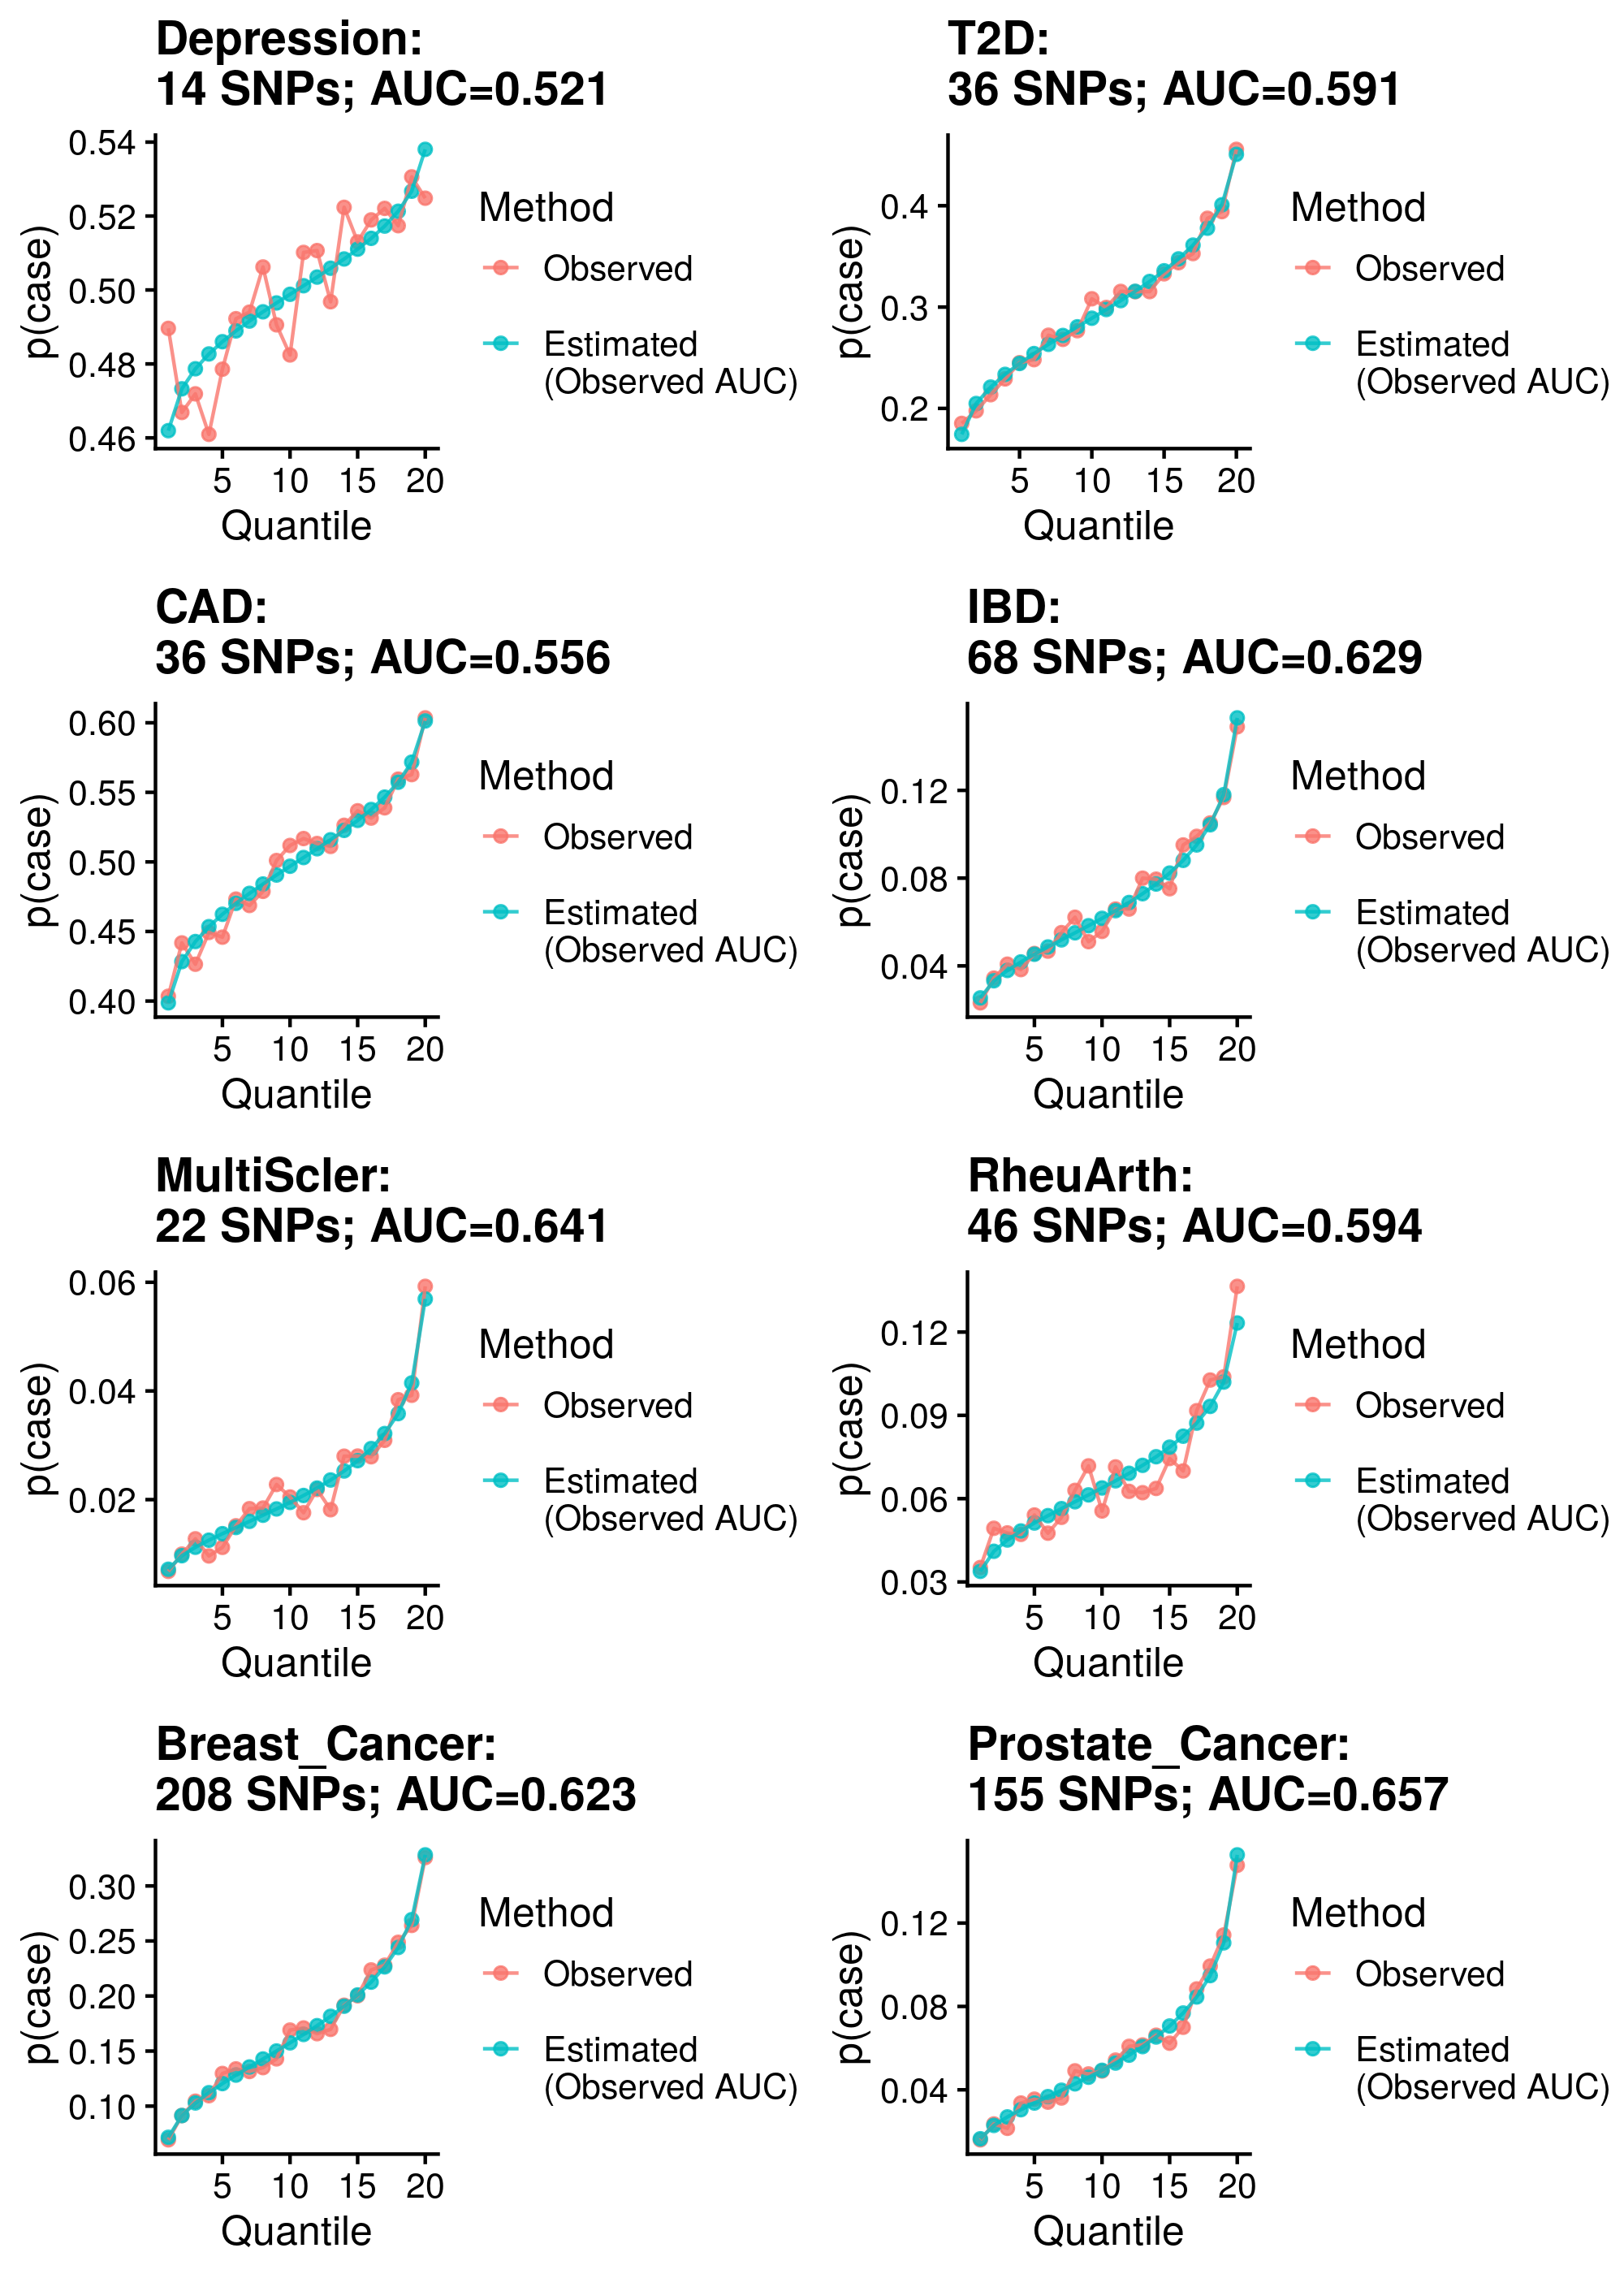 Depression:
14 SNPs; AUC=0.521
0.54
0.52
0.50
0.48
0.46
p(case)
5 10 15 20
Quantile
Method
Observed
Estimated
(Observed AUC)
T2D:
36 SNPs; AUC=0.591
0.4
0.3
0.2
p(case)
5 10 15 20
Quantile
Method
Observed
Estimated
(Observed AUC)
CAD:
36 SNPs; AUC=0.556
0.60
0.55
0.50
0.45
0.40
p(case)
5 10 15 20
Quantile
Method
Observed
Estimated
(Observed AUC)
IBD:
68 SNPs; AUC=0.629
0.12
0.08
0.04
p(case)
5 10 15 20
Quantile
Method
Observed
Estimated
(Observed AUC)
MultiScler:
22 SNPs; AUC=0.641
0.06
0.04
0.02
p(case)
5 10 15 20
Quantile
Method
Observed
Estimated
(Observed AUC)
RheuArth:
46 SNPs; AUC=0.594
0.12
0.09
0.06
0.03
p(case)
5 10 15 20
Quantile
Method
Observed
Estimated
(Observed AUC)
Breast_Cancer:
208 SNPs; AUC=0.623
0.30
0.25
0.20
0.15
0.10
p(case)
5 10 15 20
Quantile
Method
Observed
Estimated
(Observed AUC)
Prostate_Cancer:
155 SNPs; AUC=0.657
0.12
0.08
0.04
p(case)
5 10 15 20
Quantile
Method
Observed
Estimated
(Observed AUC)